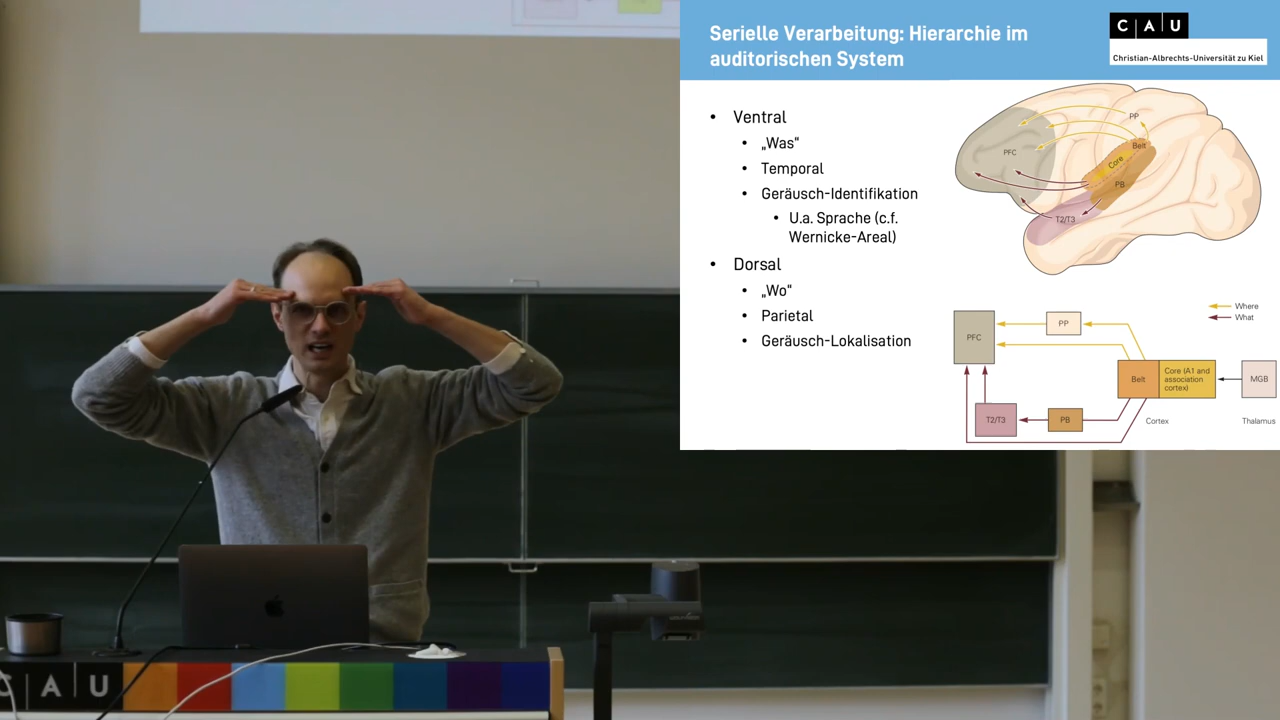 Serielle Verarbeitung: Hierarchie im
auditorischen System
C A U
Christian-Albrechts-Universität zu Kiel
• Ventral
• „Was“
• Temporal
• Geräusch-Identifikation
• U.a. Sprache (c.f.
Wernicke-Areal)
• Dorsal
• „Wo“
• Parietal
• Geräusch-Lokalisation
PP
Belt
PFC
Core
PB
T2/T3
Where
What
PFC
PP
Belt
Core (A1 and
association
cortex)
MGB
T2/T3
PB
Cortex
Thalamus
C A U